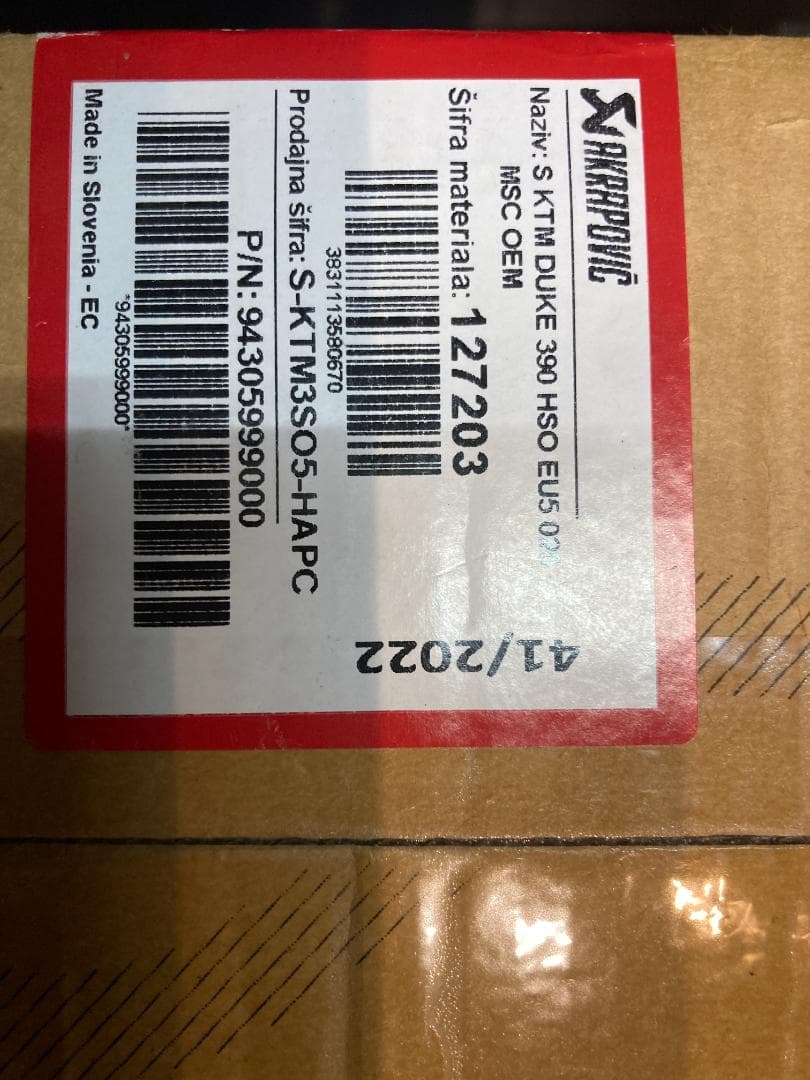 AKRAPOVIČ
Naziv: S KTM DUKE 390 HSO EU5
MSC OEM
Šifra materiala: 127203
3831113580670
Prodajna šifra: S-KTM3SO5-HAPC
P/N: 94305999000
*94305999000*
Made in Slovenia - EC
41/2022